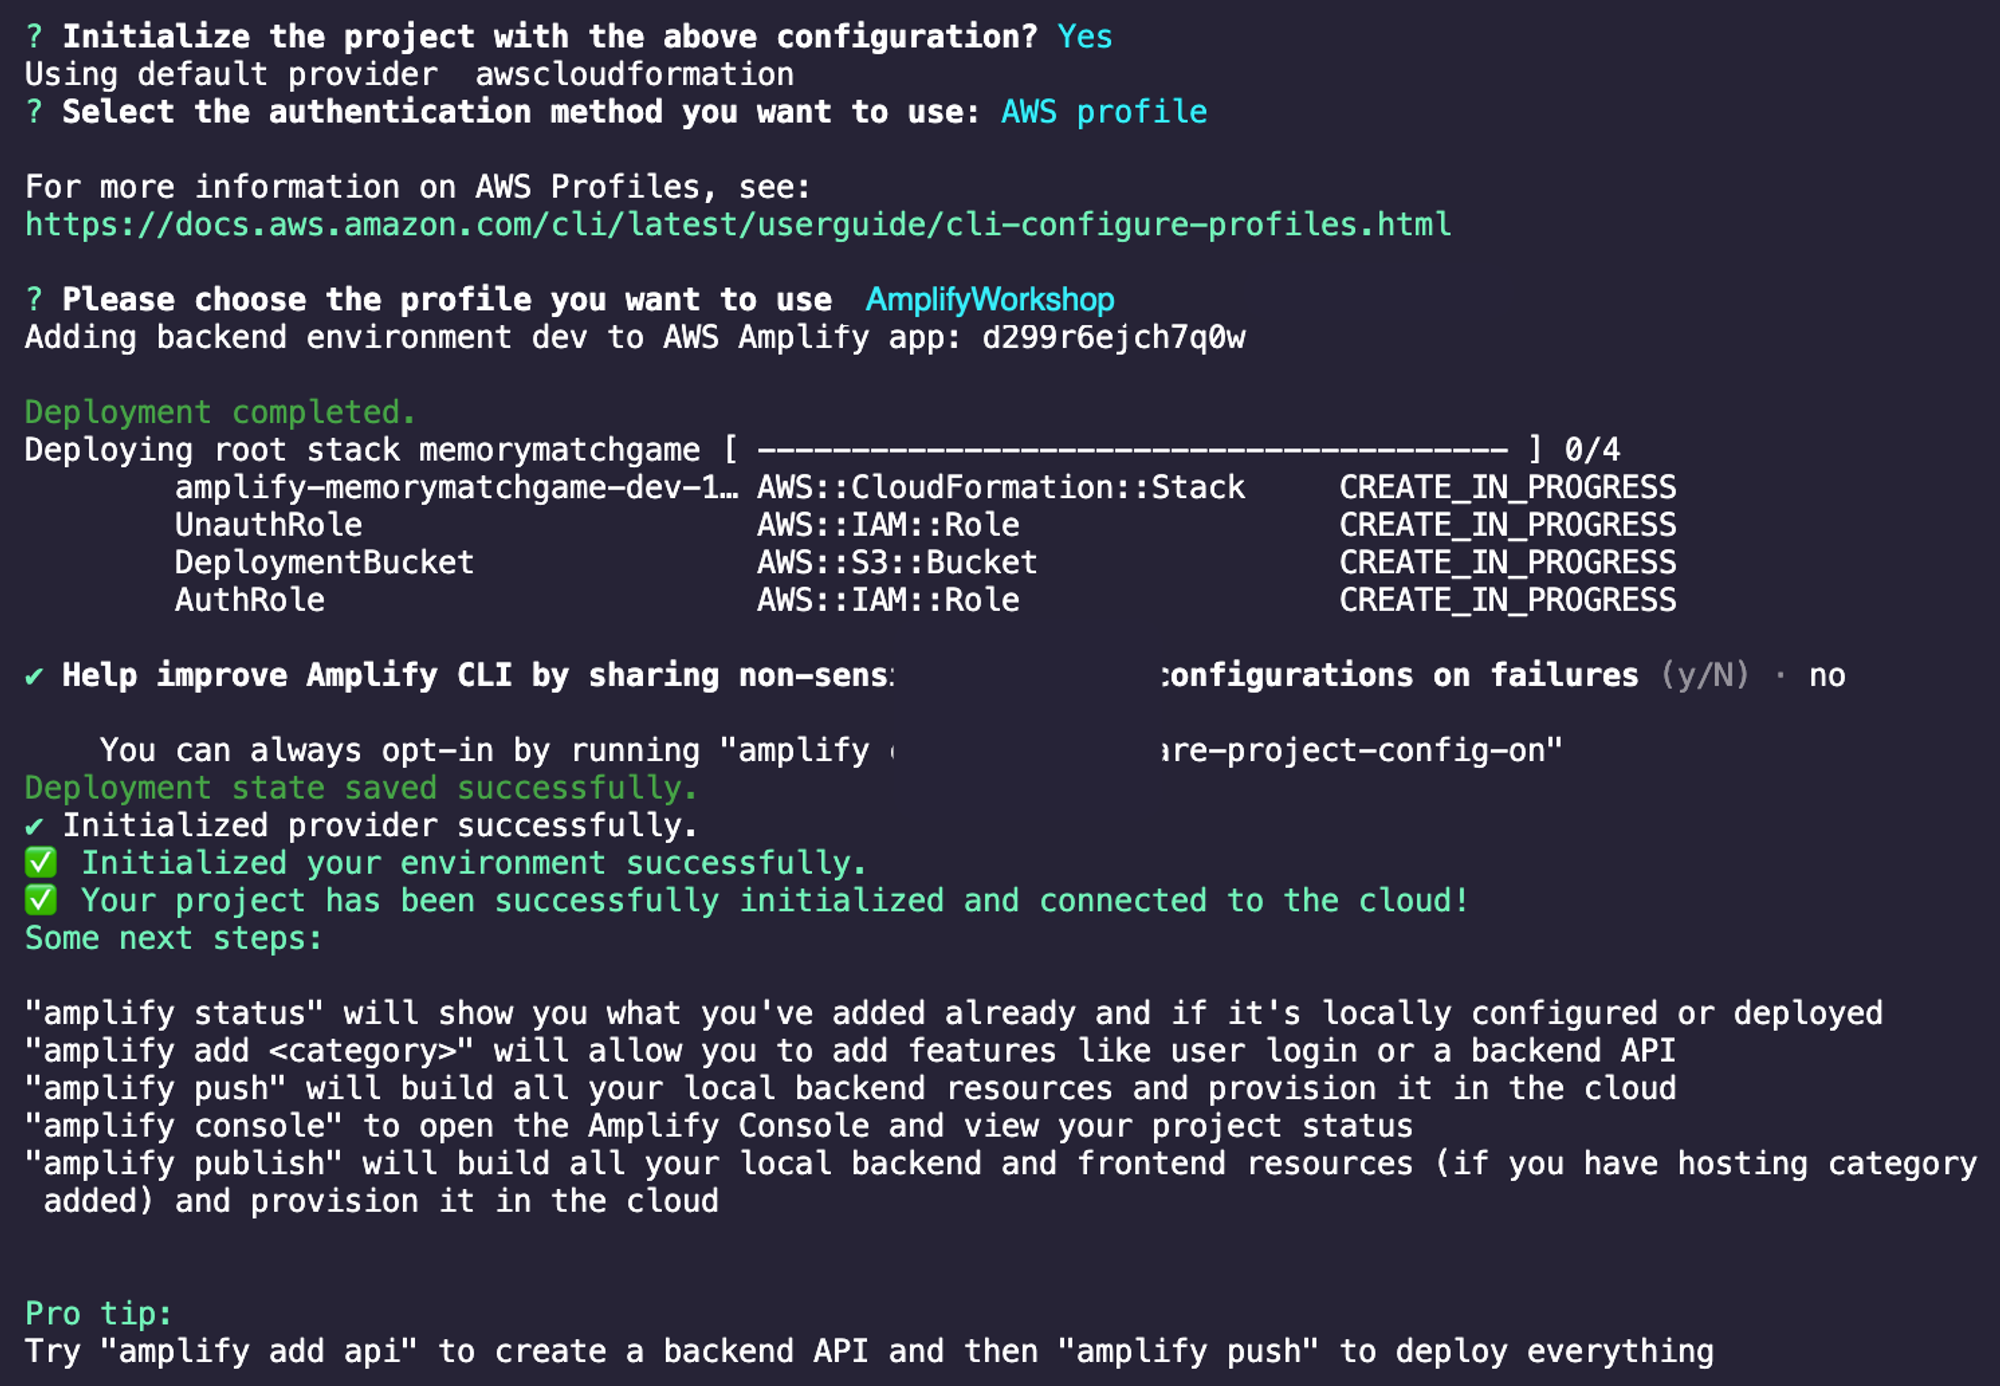 ? Initialize the project with the above configuration? Yes
Using default provider  awscloudformation
? Select the authentication method you want to use: AWS profile
For more information on AWS Profiles, see:
https://docs.aws.amazon.com/cli/latest/userguide/cli-configure-profiles.html
? Please choose the profile you want to use  AmplifyWorkshop
Adding backend environment dev to AWS Amplify app: d299r6ejch7q0w
Deployment completed.
Deploying root stack memorymatchgame [ ---------------------------------------- ] 0/4
amplify-memorymatchgame-dev-1… AWS::CloudFormation::Stack     CREATE_IN_PROGRESS
UnauthRole                     AWS::IAM::Role                 CREATE_IN_PROGRESS
DeploymentBucket               AWS::S3::Bucket                CREATE_IN_PROGRESS
AuthRole                       AWS::IAM::Role                 CREATE_IN_PROGRESS
✔ Help improve Amplify CLI by sharing non-sens configurations on failures (y/N) · no
You can always opt-in by running "amplify are-project-config-on"
Deployment state saved successfully.
✔ Initialized provider successfully.
✅ Initialized your environment successfully.
✅ Your project has been successfully initialized and connected to the cloud!
Some next steps:
"amplify status" will show you what you've added already and if it's locally configured or deployed
"amplify add <category>" will allow you to add features like user login or a backend API
"amplify push" will build all your local backend resources and provision it in the cloud
"amplify console" to open the Amplify Console and view your project status
"amplify publish" will build all your local backend and frontend resources (if you have hosting category
added) and provision it in the cloud
Pro tip:
Try "amplify add api" to create a backend API and then "amplify push" to deploy everything